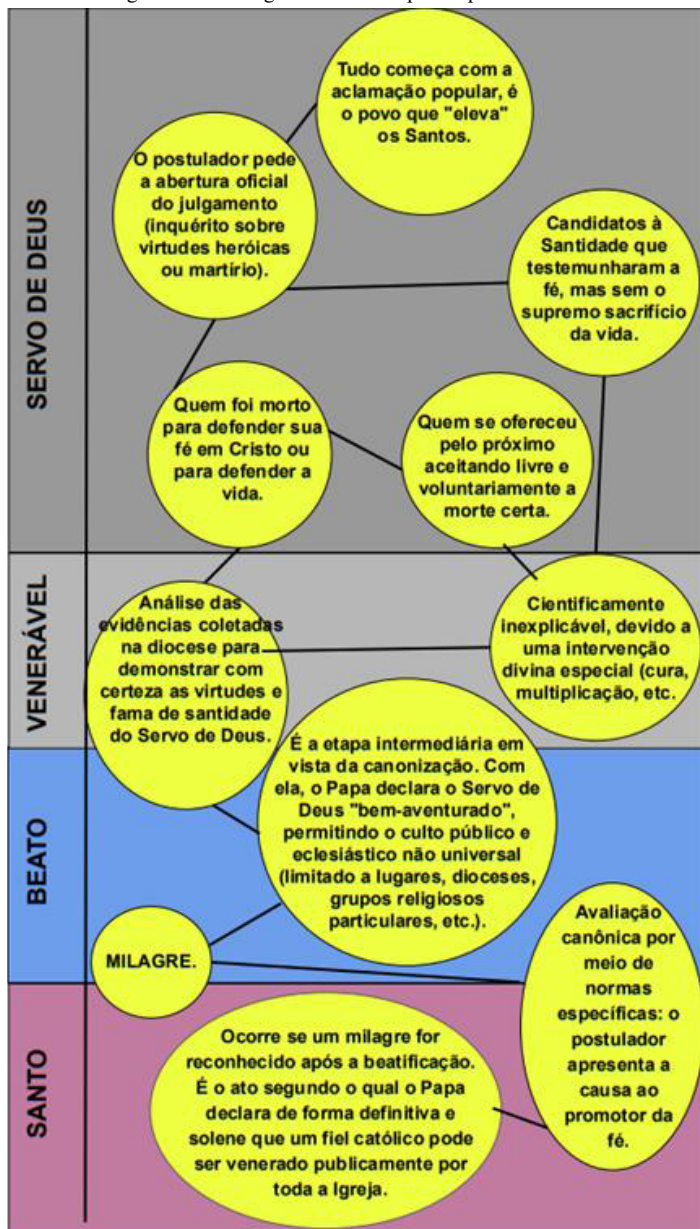 Tudo começa com a
aclamação popular, é
o povo que "eleva"
os Santos.
O postulador pede
a abertura oficial
do julgamento
(inquérito sobre
virtudes heróicas
ou martírio).
Candidatos à
Santidade que
testemunharam a
fé, mas sem o
supremo sacrifício
da vida.
SERVO DE DEUS
Quem foi morto
para defender sua
fé em Cristo ou
para defender a
vida.
Quem se ofereceu
pelo próximo
aceitando livre e
voluntariamente a
morte certa.
VENERÁVEL
Análise das
evidências coletadas
na diocese para
demonstrar com
certeza as virtudes e
fama de santidade
do Servo de Deus.
Cientificamente
inexplicável, devido a
uma intervenção
divina especial (cura,
multiplicação, etc.
BEATO
É a etapa intermediária em
vista da canonização. Com
ela, o Papa declara o Servo de
Deus "bem-aventurado",
permitindo o culto público e
eclesiástico não universal
(limitado a lugares, dioceses,
grupos religiosos
particulares, etc.).
MILAGRE.
Avaliação
canônica por
meio de
normas
específicas: o
postulador
apresenta a
causa ao
promotor da
fé.
SANTO
Ocorre se um milagre for
reconhecido após a beatificação.
É o ato segundo o qual o Papa
declara de forma definitiva e
solene que um fiel católico pode
ser venerado publicamente por
toda a Igreja.